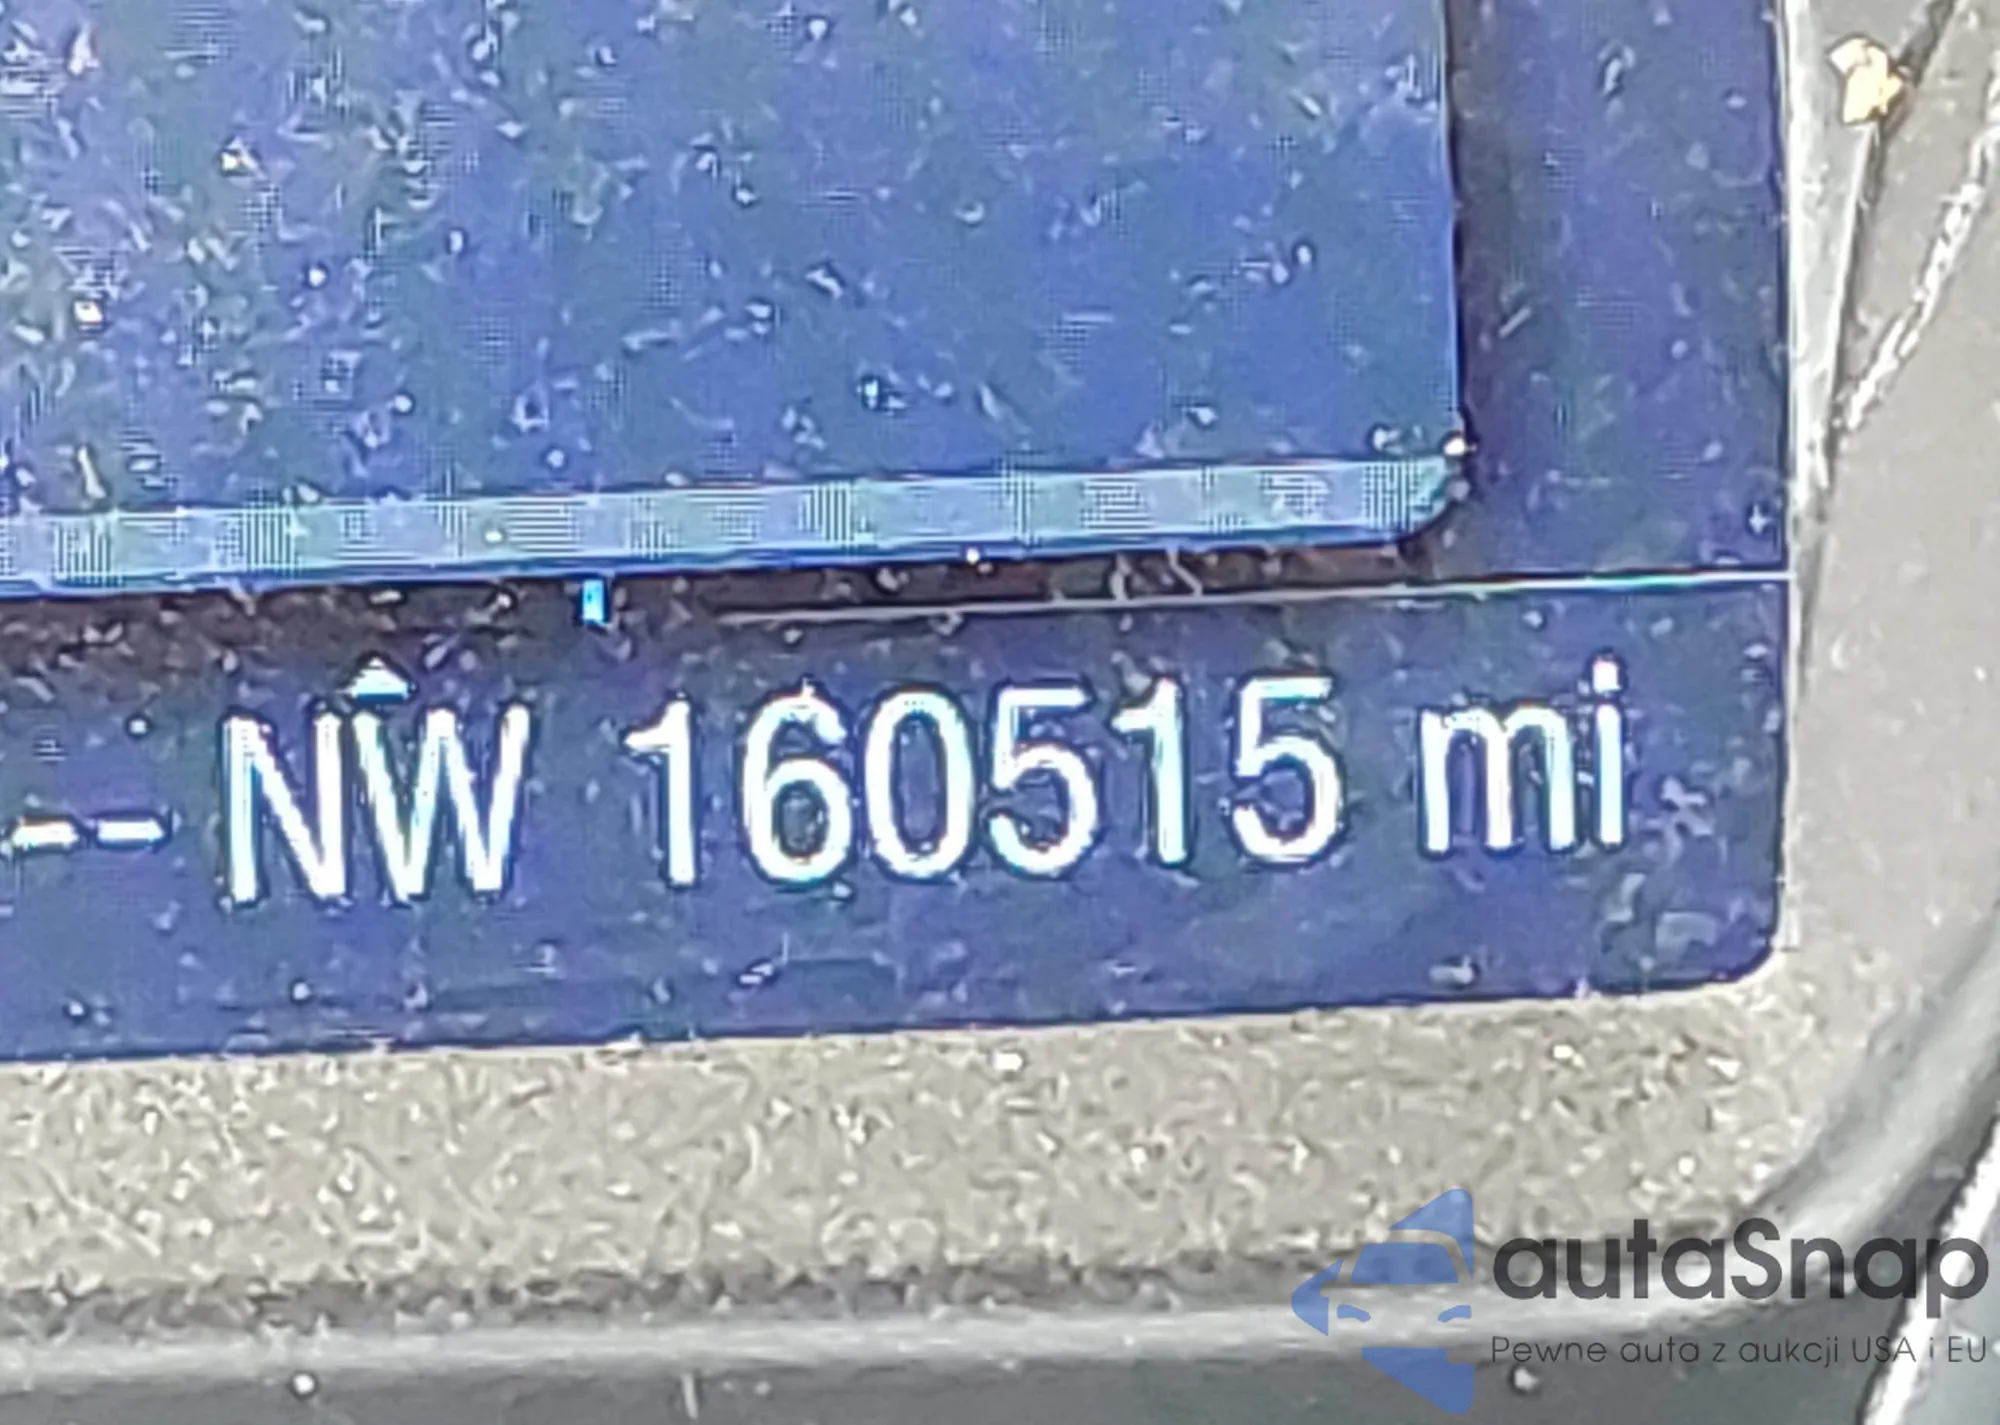 -- NW 160515 mi
autaSnap
Pewne auta z aukcji USA i EU